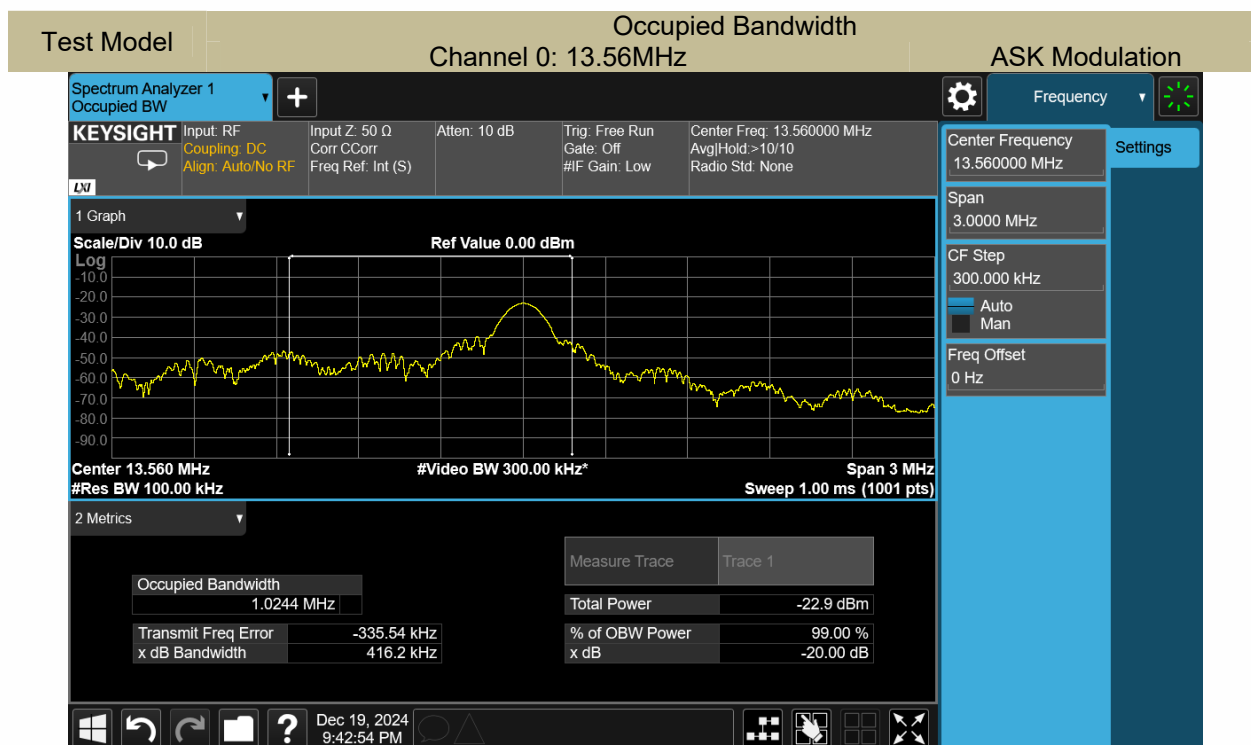 Test Model
Occupied Bandwidth
Channel 0: 13.56MHz
ASK Modulation
Spectrum Analyzer 1
Occupied BW
+
Frequency
KEYSIGHT
LXI
Input: RF
Coupling: DC
Align: Auto/No RF
Input Z: 50 Ω
Corr CCorr
Freq Ref: Int (S)
Atten: 10 dB
Trig: Free Run
Gate: Off
#IF Gain: Low
Center Freq: 13.560000 MHz
Avg|Hold:>10/10
Radio Std: None
Center Frequency
13.560000 MHz
Settings
Span
3.0000 MHz
CF Step
300.000 kHz
Auto
Man
Freq Offset
0 Hz
1 Graph
Scale/Div 10.0 dB
Ref Value 0.00 dBm
Log
-10.0
-20.0
-30.0
-40.0
-50.0
-60.0
-70.0
-80.0
-90.0
Center 13.560 MHz
#Video BW 300.00 kHz*
Span 3 MHz
#Res BW 100.00 kHz
Sweep 1.00 ms (1001 pts)
2 Metrics
Measure Trace
Trace 1
Occupied Bandwidth
1.0244 MHz
Total Power
-22.9 dBm
Transmit Freq Error
-335.54 kHz
% of OBW Power
99.00 %
x dB Bandwidth
416.2 kHz
x dB
-20.00 dB
?
Dec 19, 2024
9:42:54 PM